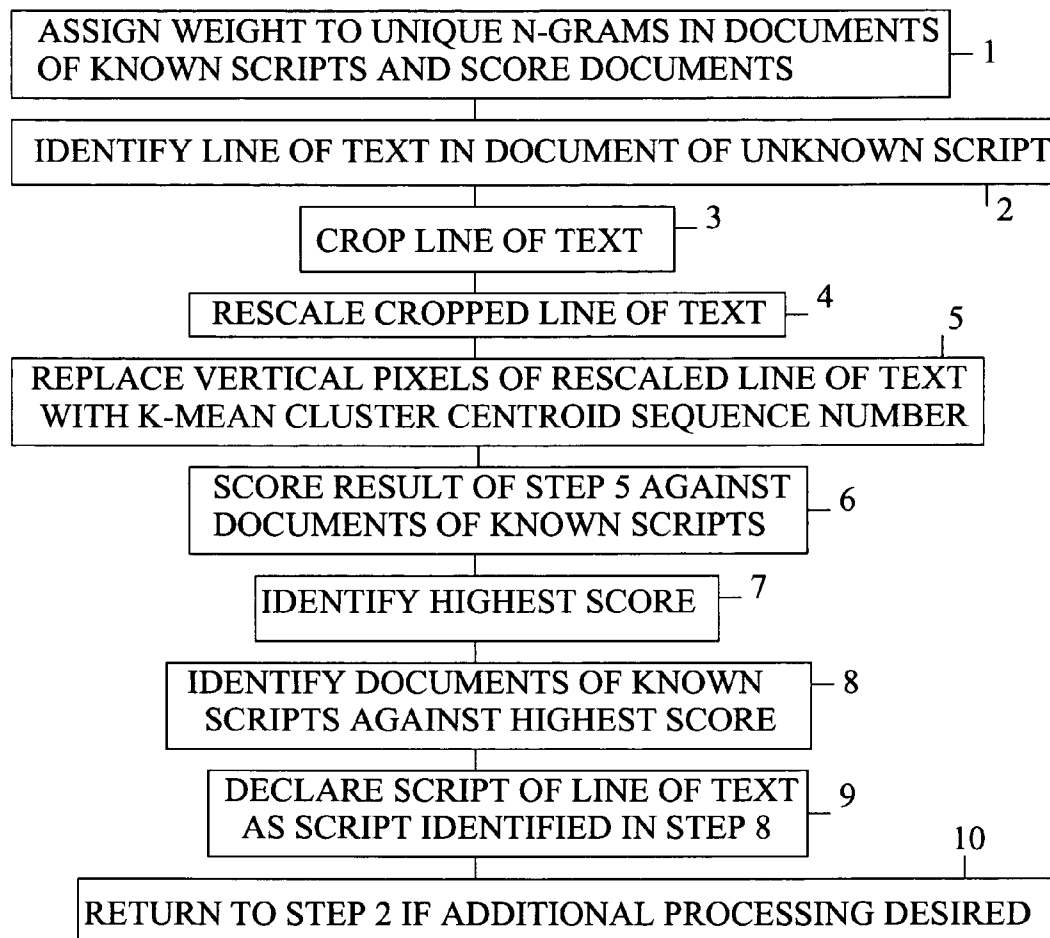 ASSIGN WEIGHT TO UNIQUE N-GRAMS IN DOCUMENTS
OF KNOWN SCRIPTS AND SCORE DOCUMENTS
1
IDENTIFY LINE OF TEXT IN DOCUMENT OF UNKNOWN SCRIPT
2
CROP LINE OF TEXT
3
RESCALE CROPPED LINE OF TEXT
4
5
REPLACE VERTICAL PIXELS OF RESCALED LINE OF TEXT
WITH K-MEAN CLUSTER CENTROID SEQUENCE NUMBER
SCORE RESULT OF STEP 5 AGAINST
DOCUMENTS OF KNOWN SCRIPTS
6
IDENTIFY HIGHEST SCORE
7
IDENTIFY DOCUMENTS OF KNOWN
SCRIPTS AGAINST HIGHEST SCORE
8
DECLARE SCRIPT OF LINE OF TEXT
AS SCRIPT IDENTIFIED IN STEP 8
9
10
RETURN TO STEP 2 IF ADDITIONAL PROCESSING DESIRED